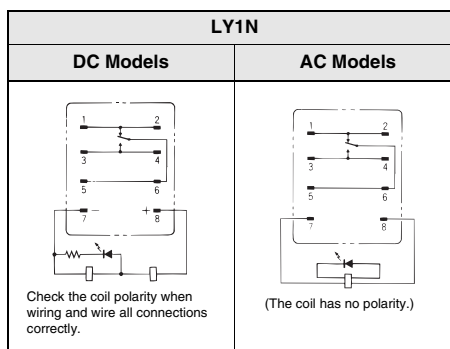 LY1N
DC Models
AC Models
1 2
3 4
5 6
7 − + 8
Check the coil polarity when
wiring and wire all connections
correctly.
1 2
3 4
5 6
7 8
(The coil has no polarity.)